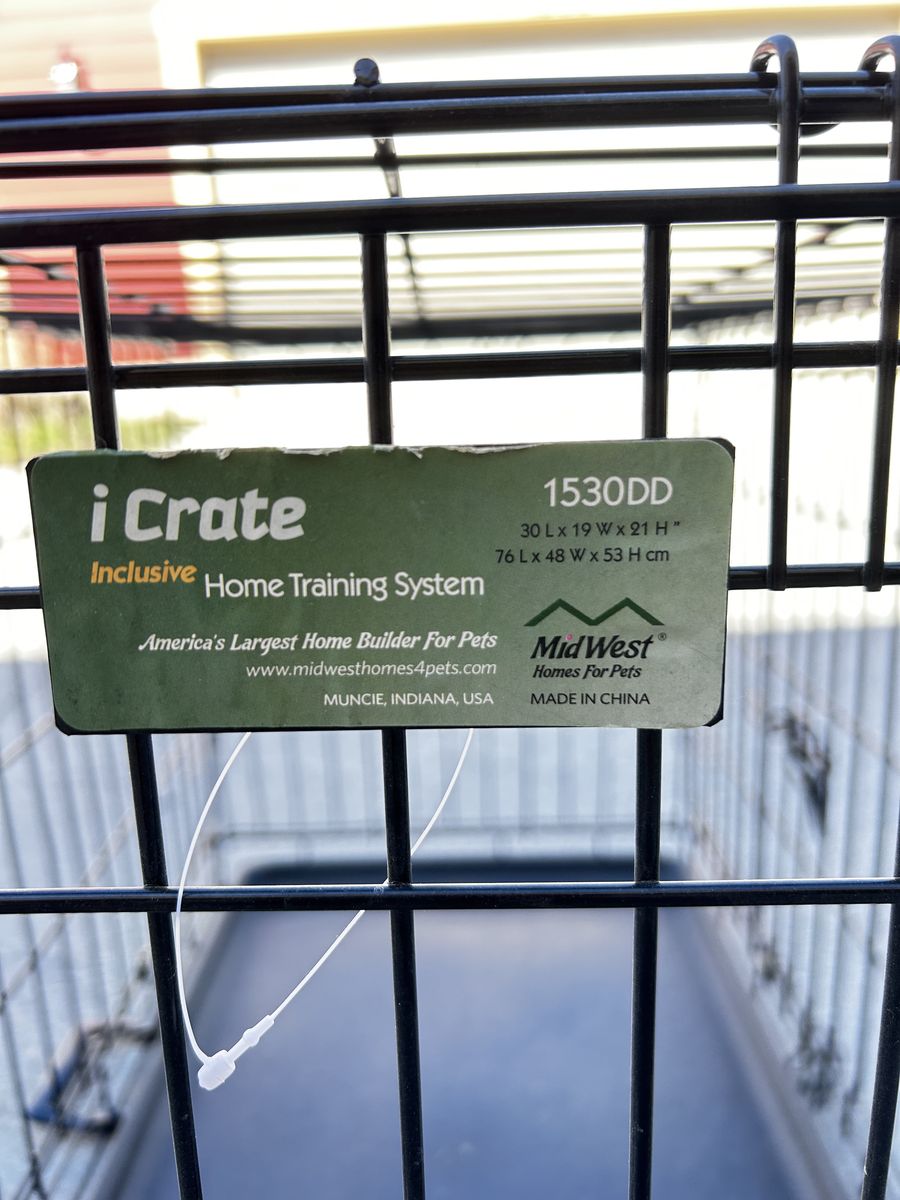 i Crate
1530DD
30 L x 19 W x 21 H "
76 L x 48 W x 53 H cm
Inclusive Home Training System
America's Largest Home Builder For Pets
www.midwesthomes4pets.com
MUNCIE, INDIANA, USA
MidWest®
Homes For Pets
MADE IN CHINA